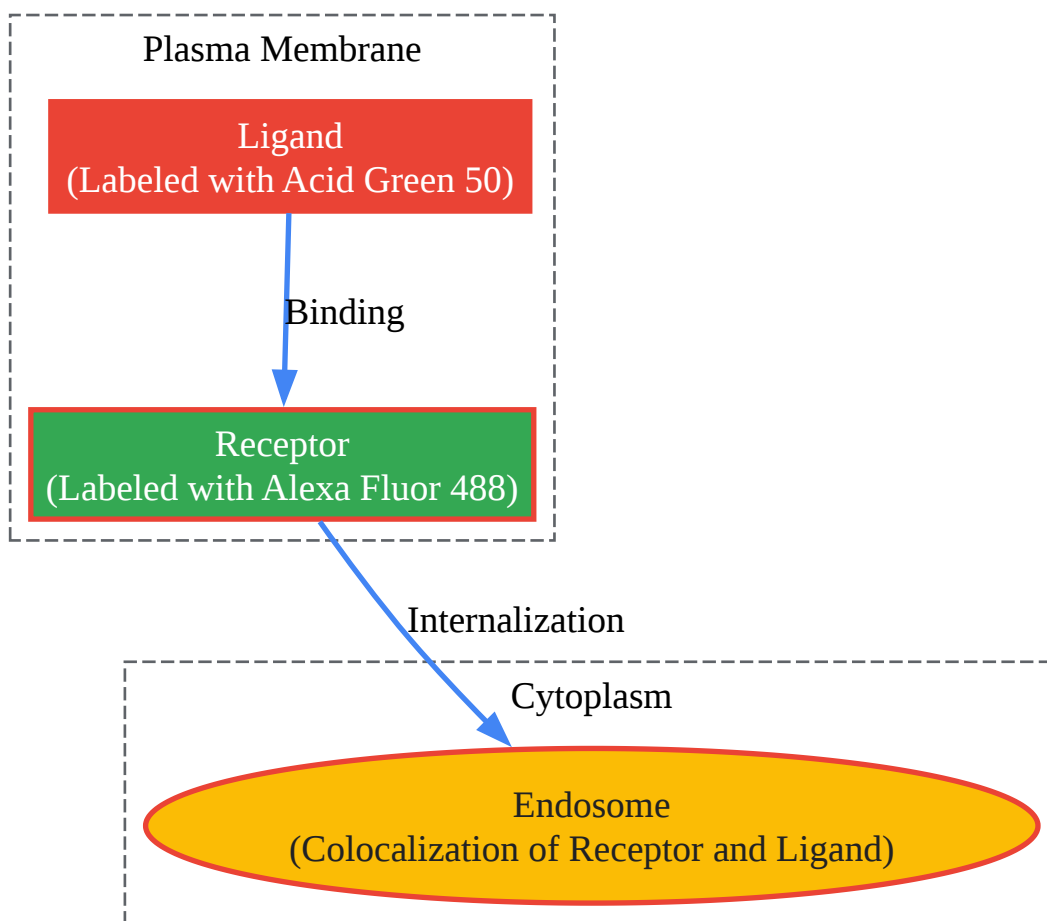 Plasma Membrane
Ligand
(Labeled with Acid Green 50)
Binding
Receptor
(Labeled with Alexa Fluor 488)
Internalization
Cytoplasm
Endosome
(Colocalization of Receptor and Ligand)